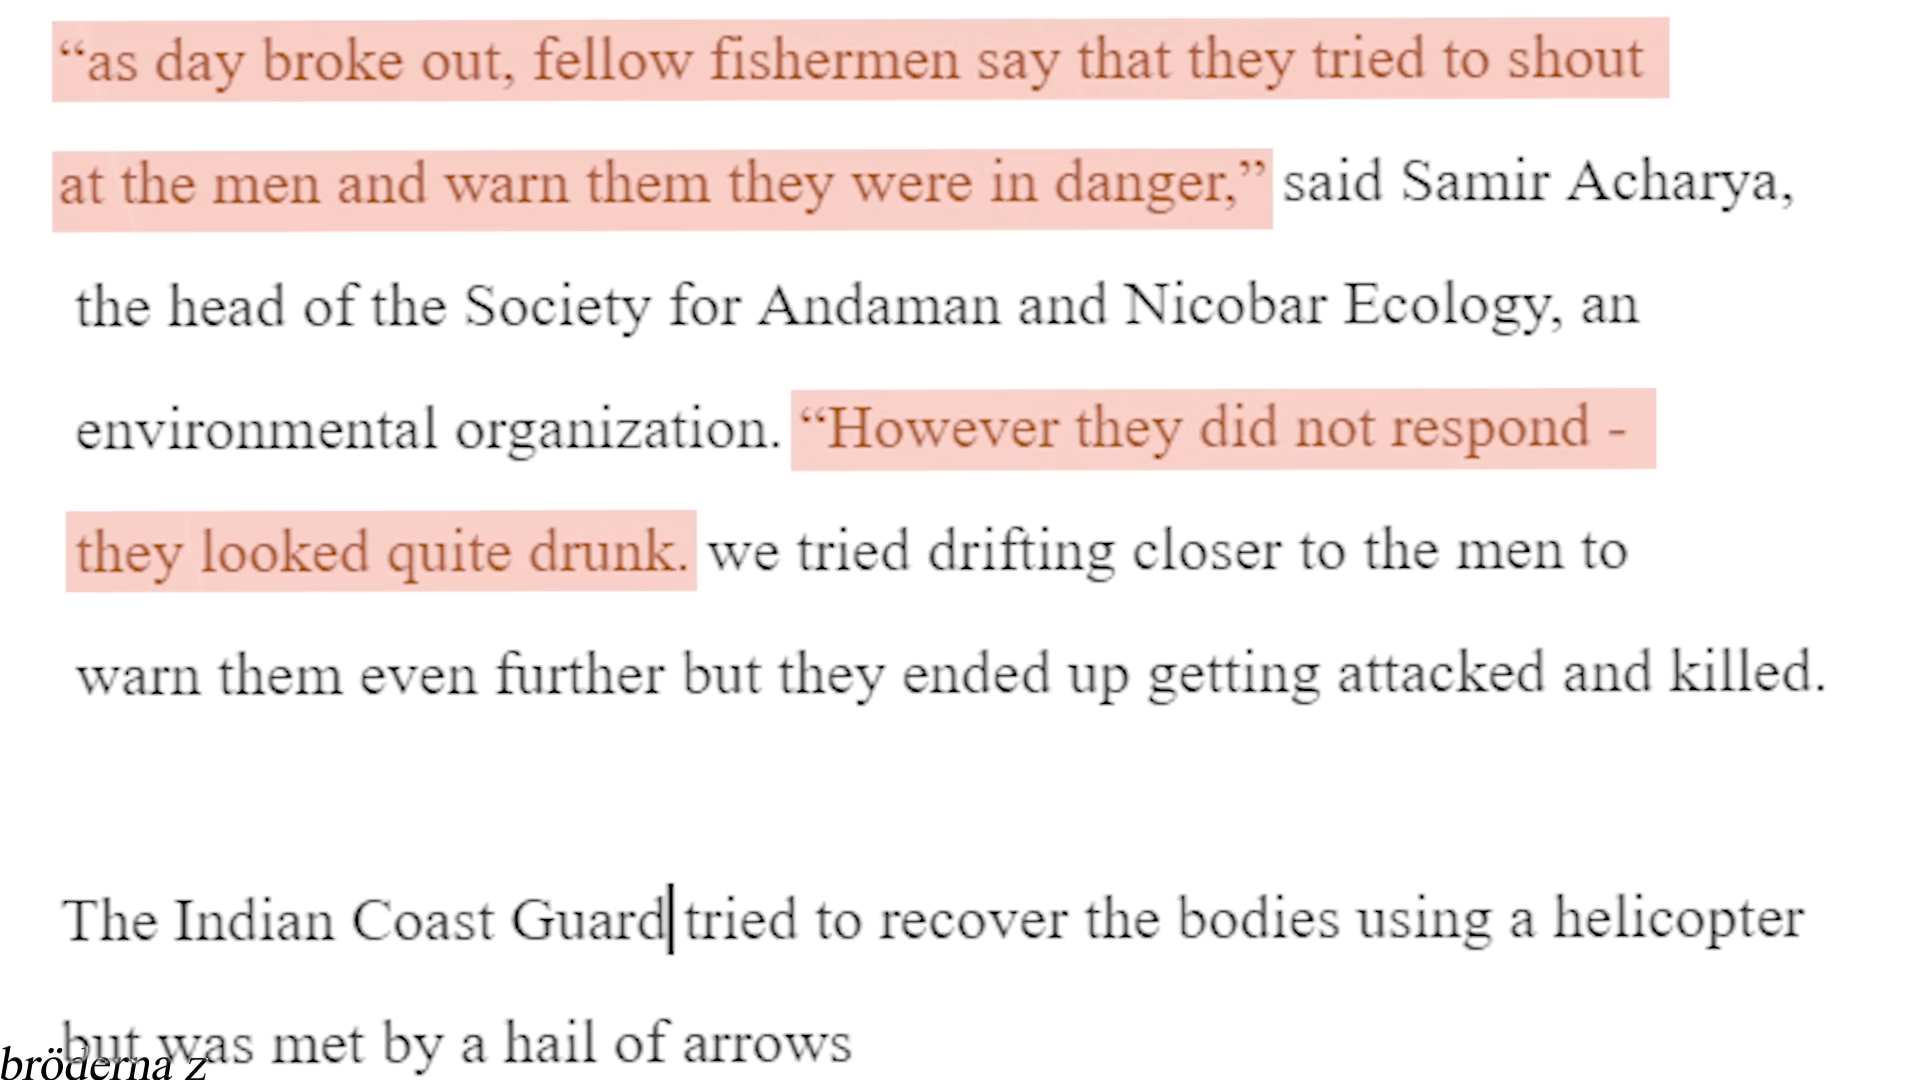 “as day broke out, fellow fishermen say that they tried to shout
at the men and warn them they were in danger,” said Samir Acharya,
the head of the Society for Andaman and Nicobar Ecology, an
environmental organization. “However they did not respond -
they looked quite drunk. we tried drifting closer to the men to
warn them even further but they ended up getting attacked and killed.
The Indian Coast Guard tried to recover the bodies using a helicopter
but was met by a hail of arrows
bröderna z